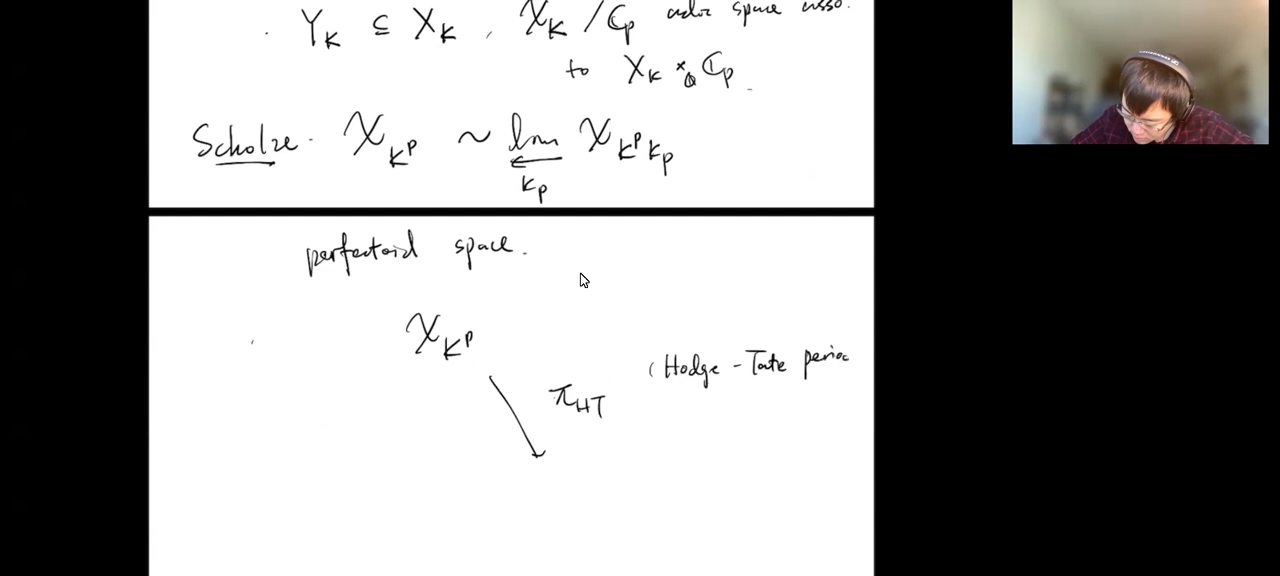 . Y_K ⊆ X_K , 𝒳_K / ℂ_p adic space asso.
to X_K ×_ℚ ℂ_p .
Scholze . 𝒳_{K^p} ~ lim_{←, K_p} 𝒳_{K^p K_p}
perfectoid space .
𝒳_{K^p}
( Hodge - Tate perio
π_HT